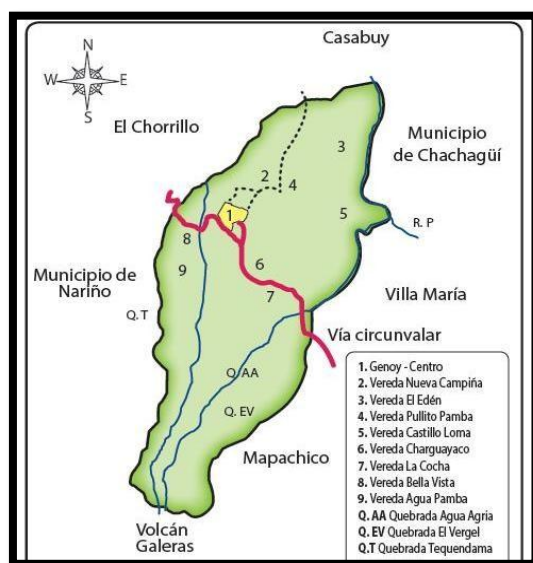 Casabuy
N
W E
S
El Chorrillo
Municipio
de Chachagüí
3
2
4
1
5
R. P
8
9
6
7
Municipio de
Nariño
Villa María
Q. T
Vía circunvalar
Q. AA
Q. EV
Mapachico
Volcán
Galeras
1. Genoy - Centro
2. Vereda Nueva Campiña
3. Vereda El Edén
4. Vereda Pullito Pamba
5. Vereda Castillo Loma
6. Vereda Charguayaco
7. Vereda La Cocha
8. Vereda Bella Vista
9. Vereda Agua Pamba
Q. AA Quebrada Agua Agria
Q. EV Quebrada El Vergel
Q.T Quebrada Tequendama